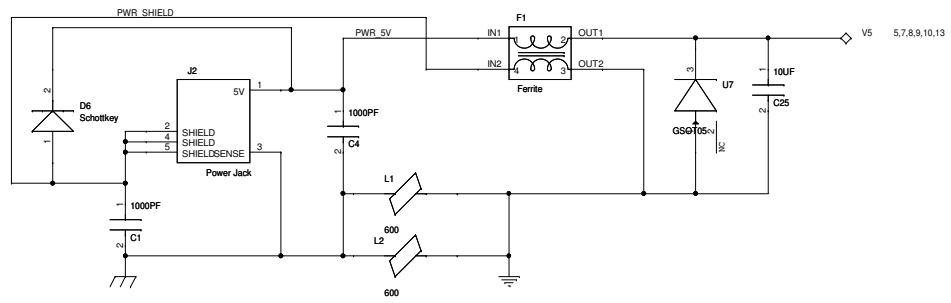 PWR_SHIELD
F1
PWR_5V
IN1
1
2
OUT1
V5
5,7,8,9,10,13
IN2
4
3
OUT2
Ferrite
J2
5V
1
2
D6
Schottkey
1
2
SHIELD
4
SHIELD
5
SHIELDSENSE
3
Power Jack
1
1000PF
2
C4
3
U7
GSOT05
2
NC
1
10UF
2
C25
L1
600
1
1000PF
2
C1
L2
600